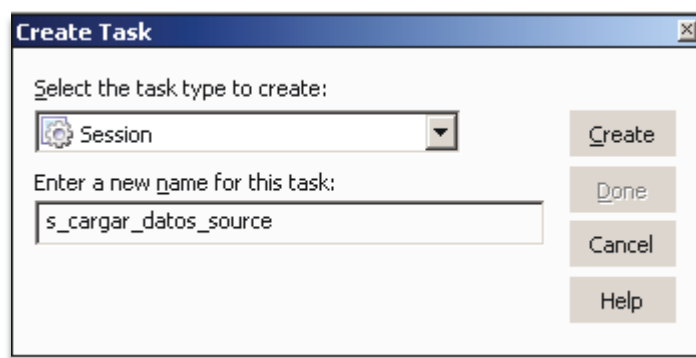 Create Task
Select the task type to create:
Session
Create
Enter a new name for this task:
Done
s_cargar_datos_source
Cancel
Help